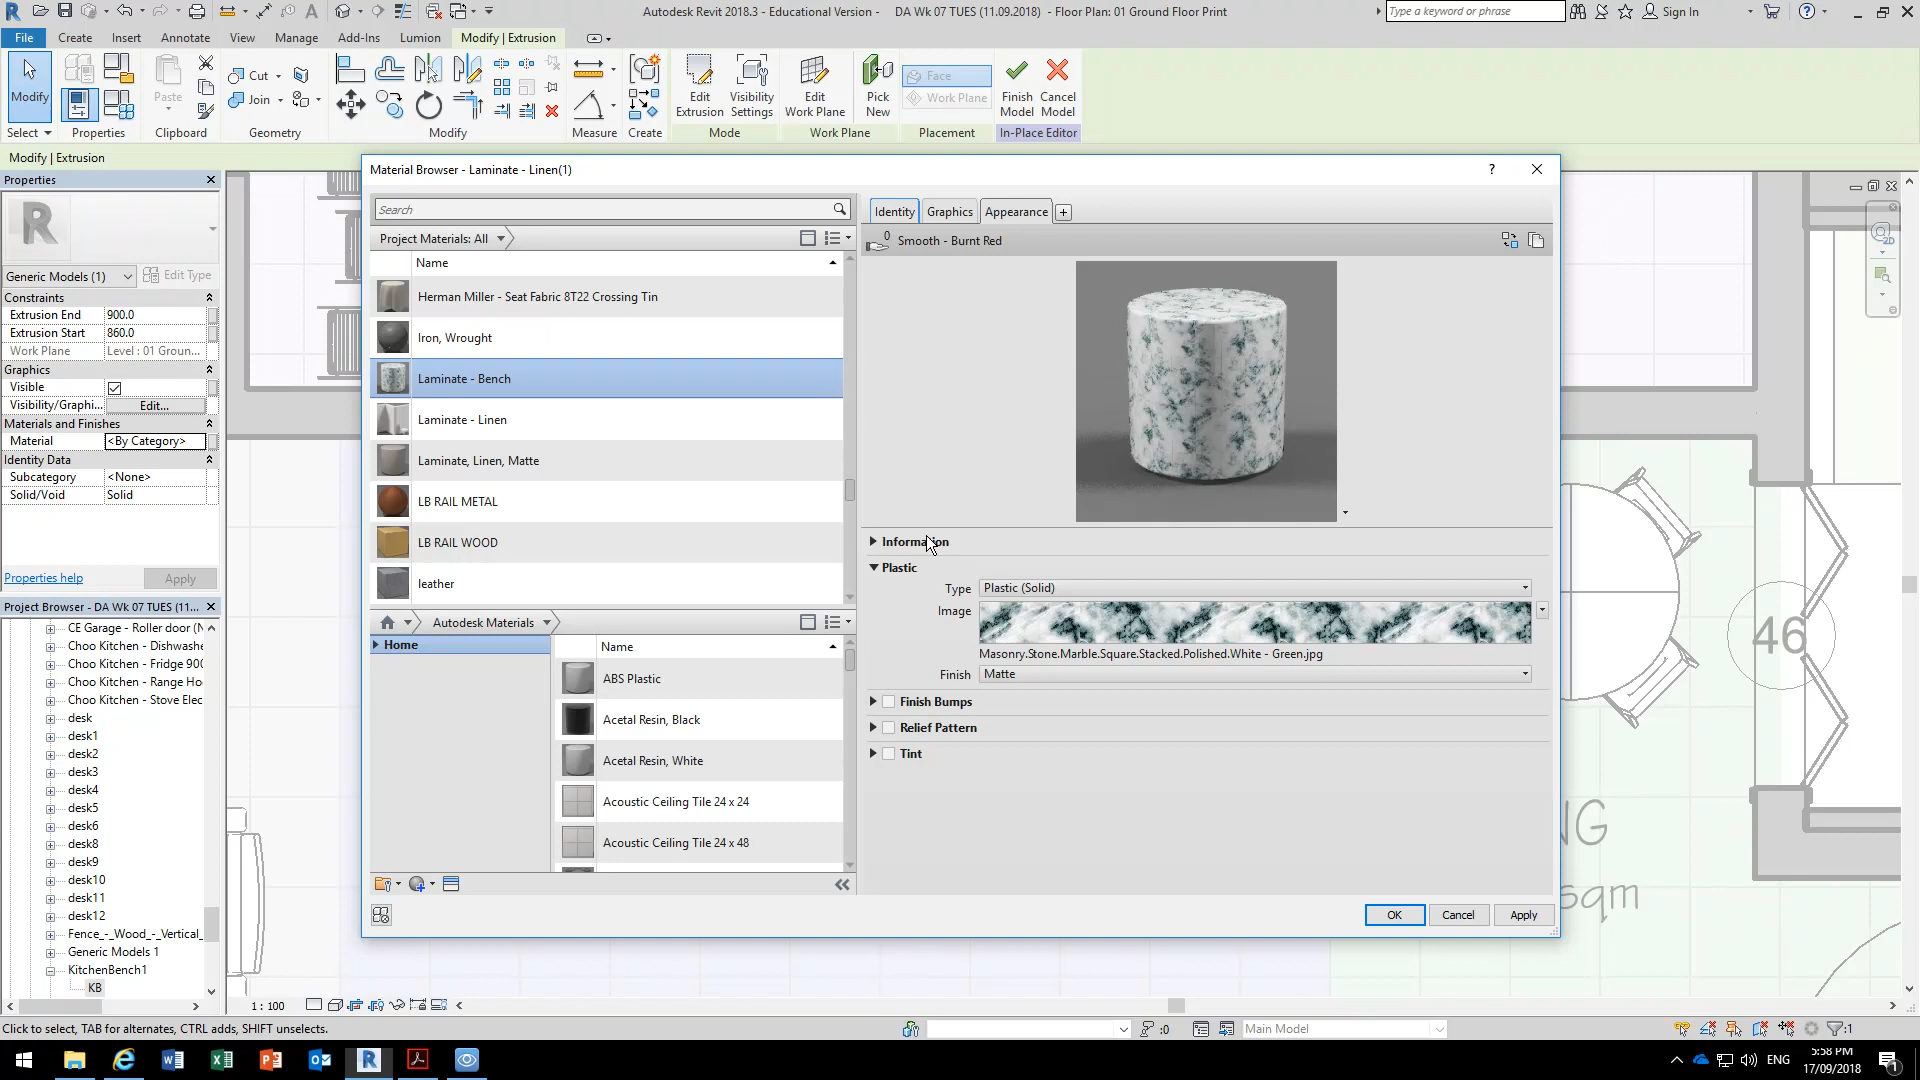 Autodesk Revit 2018.3 - Educational Version - DA Wk 07 TUES (11.09.2018) - Floor Plan: 01 Ground Floor Print
Type a keyword or phrase
Sign In
File Create Insert Annotate View Manage Add-Ins Lumion Modify | Extrusion
Modify
Paste
Cut
Join
Edit Extrusion
Visibility Settings
Edit Work Plane
Pick New
Face
Work Plane
Finish Model
Cancel Model
Select Properties Clipboard Geometry Modify Measure Create Mode Work Plane Placement In-Place Editor
Modify | Extrusion
Properties
R
Generic Models (1)
Edit Type
Constraints
Extrusion End 900.0
Extrusion Start 860.0
Work Plane Level : 01 Groun...
Graphics
Visible
Visibility/Graphi... Edit...
Materials and Finishes
Material <By Category>
Identity Data
Subcategory <None>
Solid/Void Solid
Properties help
Apply
Project Browser - DA Wk 07 TUES (11...
CE Garage - Roller door (N
Choo Kitchen - Dishwashe
Choo Kitchen - Fridge 900
Choo Kitchen - Range Ho
Choo Kitchen - Stove Elec
desk
desk1
desk2
desk3
desk4
desk5
desk6
desk8
desk9
desk10
desk11
desk12
Fence_-_Wood_-_Vertical_
Generic Models 1
KitchenBench1
KB
Material Browser - Laminate - Linen(1)
Search
Project Materials: All
Name
Herman Miller - Seat Fabric 8T22 Crossing Tin
Iron, Wrought
Laminate - Bench
Laminate - Linen
Laminate, Linen, Matte
LB RAIL METAL
LB RAIL WOOD
leather
Autodesk Materials
Home
Name
ABS Plastic
Acetal Resin, Black
Acetal Resin, White
Acoustic Ceiling Tile 24 x 24
Acoustic Ceiling Tile 24 x 48
Identity Graphics Appearance
0
Smooth - Burnt Red
Information
Plastic
Type Plastic (Solid)
Image
Masonry.Stone.Marble.Square.Stacked.Polished.White - Green.jpg
Finish Matte
Finish Bumps
Relief Pattern
Tint
OK Cancel Apply
2D
46
NG
sqm
1 : 100
Click to select, TAB for alternates, CTRL adds, SHIFT unselects.
:0
Main Model
:1
ENG
5:58 PM
17/09/2018
1